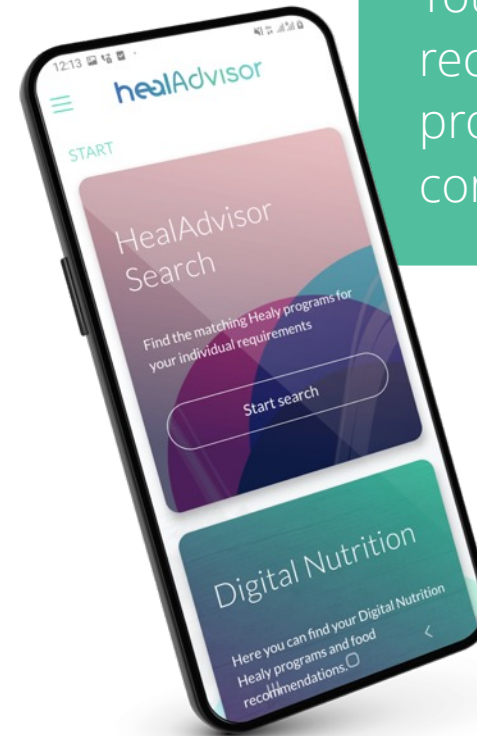 12:13
healAdvisor
START
HealAdvisor
Search
Find the matching Healy programs for
your individual requirements
Start search
Digital Nutrition
Here you can find your Digital Nutrition
Healy programs and food
recommendations.